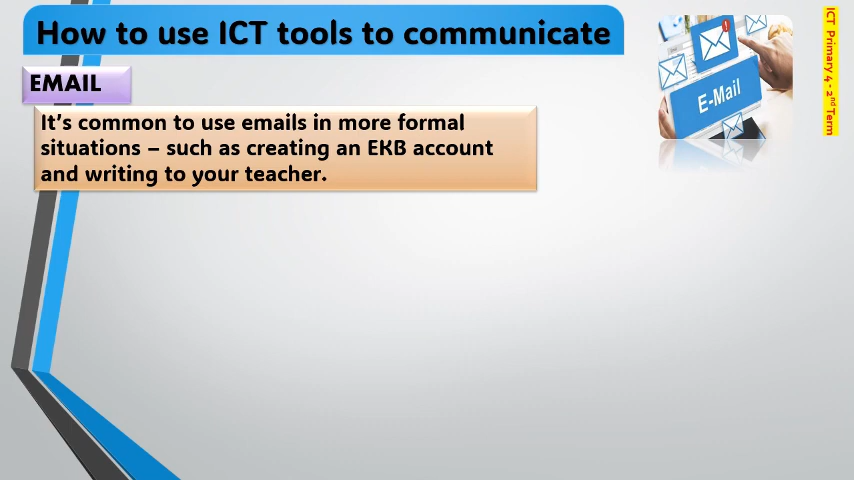 How to use ICT tools to communicate
EMAIL
It's common to use emails in more formal
situations – such as creating an EKB account
and writing to your teacher.
E-Mail
1
ICT Primary 4 - 2nd Term